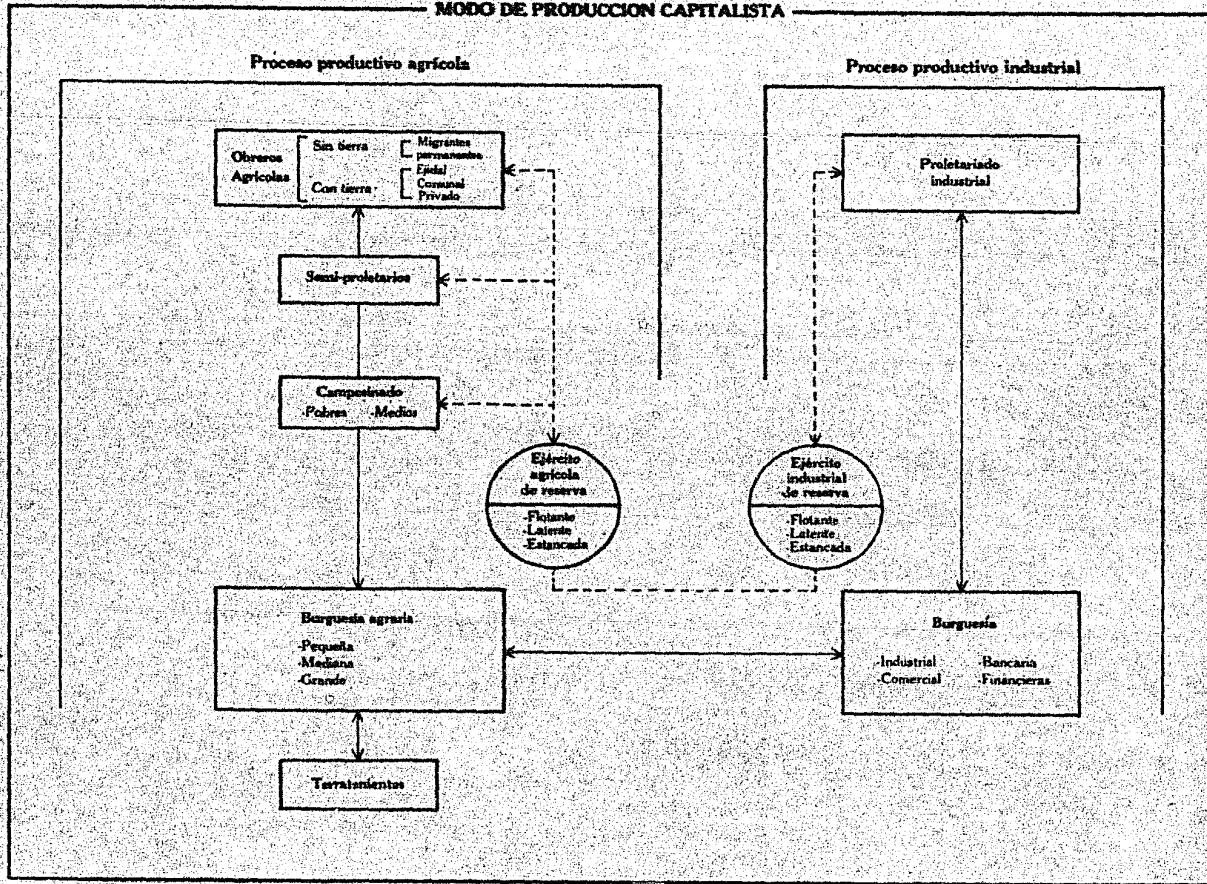 MODO DE PRODUCCION CAPITALISTA
Proceso productivo agrícola
Obreros
Agrícolas
Sin tierra
Migrantes
permanentes
Con tierra
Ejidal
Comunal
Privado
Semi-proletarios
Campesinado
-Pobres -Medios
Ejército
agrícola
de reserva
-Flotante
-Latente
-Estancada
Burguesía agraria
-Pequeña
-Mediana
-Grande
Terratenientes
Proceso productivo industrial
Proletariado
industrial
Ejército
industrial
de reserva
-Flotante
-Latente
-Estancada
Burguesía
-Industrial -Bancaria
-Comercial -Financieras